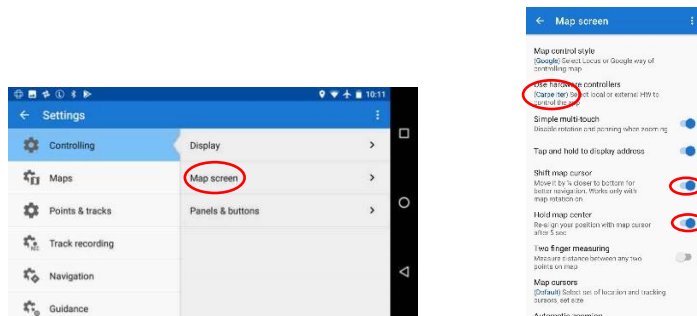 10:11
Settings
Controlling
Maps
Points & tracks
Track recording
Navigation
Guidance
Display
Map screen
Panels & buttons
Map screen
Map control style
(Google) Select Locus or Google way of
controlling map
Use hardware controllers
(Carpe Iter) Select local or external HW to
control the app
Simple multi-touch
Disable rotation and panning when zooming
Tap and hold to display address
Shift map cursor
Move it by ¼ closer to bottom for
better navigation. Works only with
map rotation on
Hold map center
Re-align your position with map cursor
after 5 sec
Two finger measuring
Measure distance between any two
points on map
Map cursors
(Default) Select set of location and tracking
cursors, set size
Automatic zooming